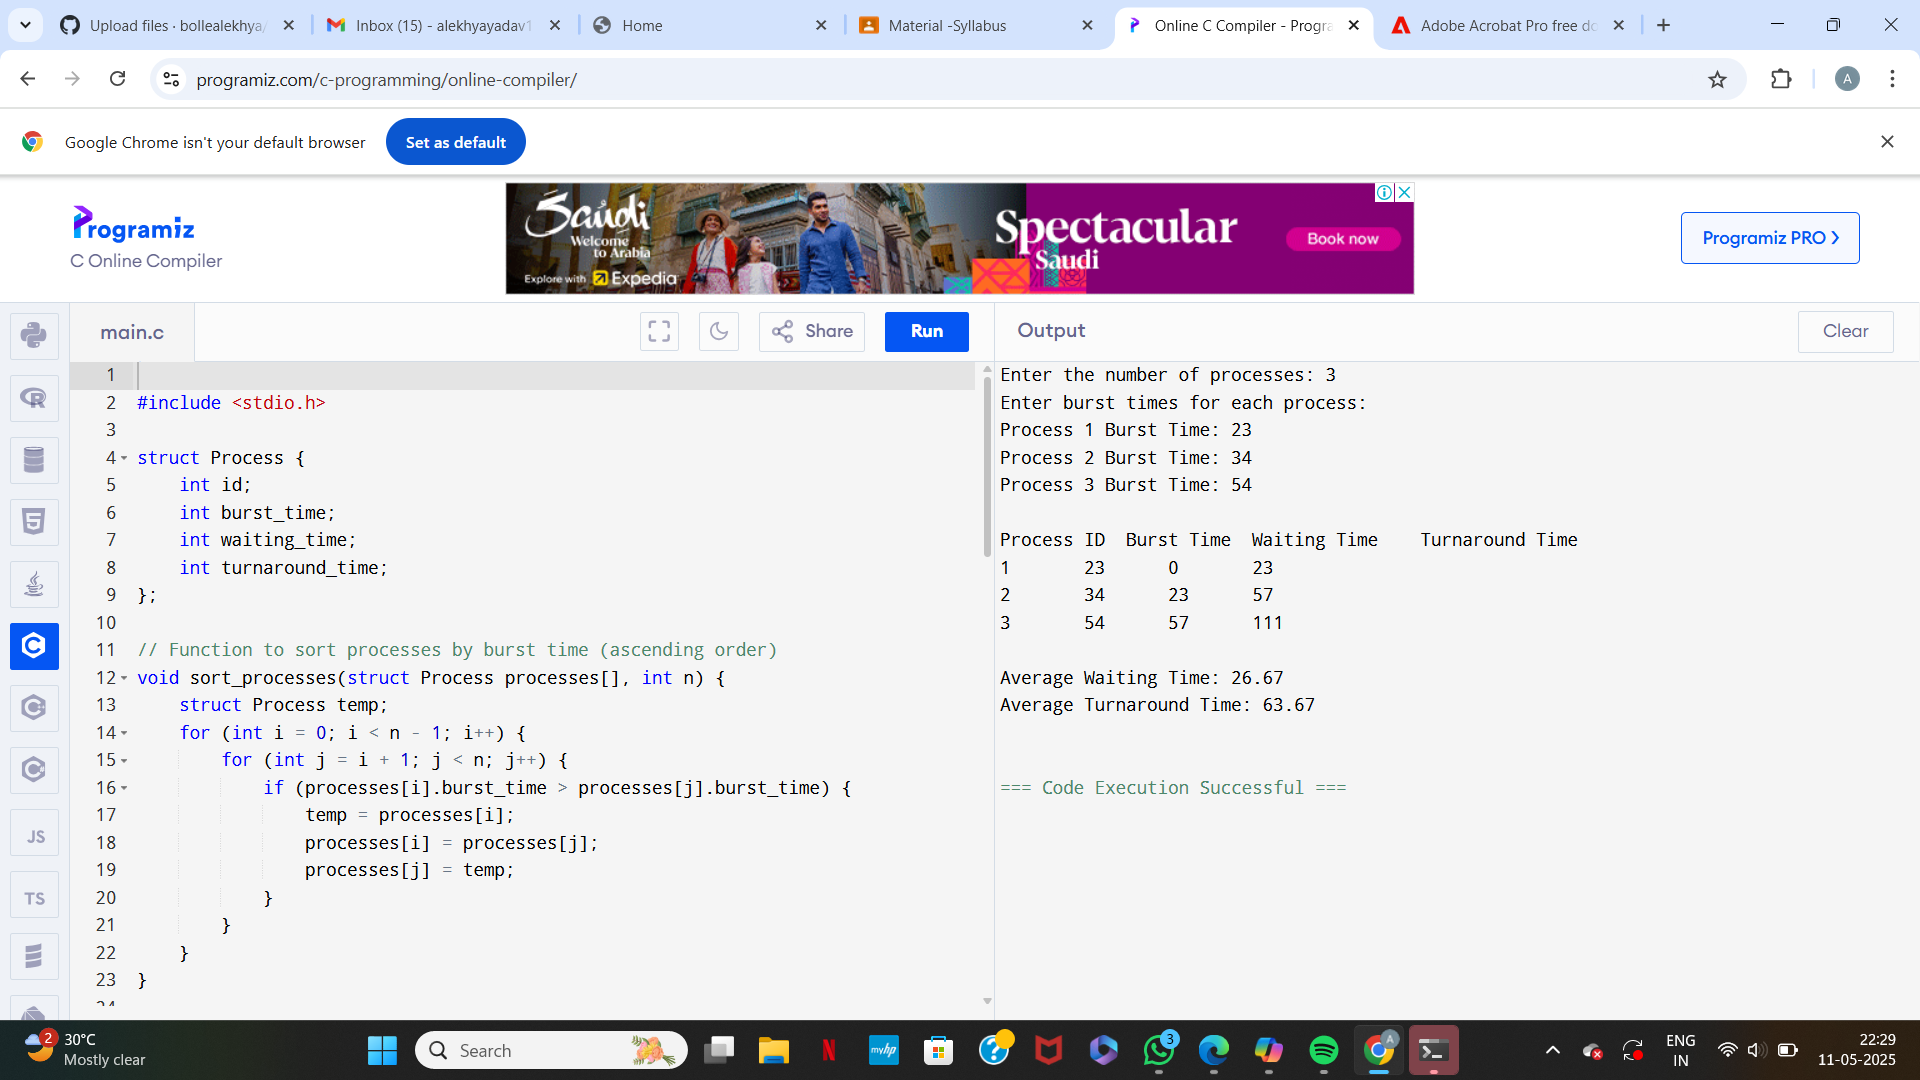 Upload files · bollealekhya/
Inbox (15) - alekhyayadav1
Home
Material -Syllabus
Online C Compiler - Progra
Adobe Acrobat Pro free do
programiz.com/c-programming/online-compiler/
A
Google Chrome isn't your default browser
Set as default
Programiz
C Online Compiler
Saudi
Welcome
to Arabia
Explore with Expedia
Spectacular
Saudi
Book now
Programiz PRO ›
main.c
Share
Run
Output
Clear
1
2 #include <stdio.h>
3
4 struct Process {
5     int id;
6     int burst_time;
7     int waiting_time;
8     int turnaround_time;
9 };
10
11 // Function to sort processes by burst time (ascending order)
12 void sort_processes(struct Process processes[], int n) {
13     struct Process temp;
14     for (int i = 0; i < n - 1; i++) {
15         for (int j = i + 1; j < n; j++) {
16             if (processes[i].burst_time > processes[j].burst_time) {
17                 temp = processes[i];
18                 processes[i] = processes[j];
19                 processes[j] = temp;
20             }
21         }
22     }
23 }
24
Enter the number of processes: 3
Enter burst times for each process:
Process 1 Burst Time: 23
Process 2 Burst Time: 34
Process 3 Burst Time: 54
Process ID  Burst Time  Waiting Time    Turnaround Time
1       23      0       23
2       34      23      57
3       54      57      111
Average Waiting Time: 26.67
Average Turnaround Time: 63.67
=== Code Execution Successful ===
JS
TS
2
30°C
Mostly clear
Search
myhp
3
A
ENG
IN
22:29
11-05-2025